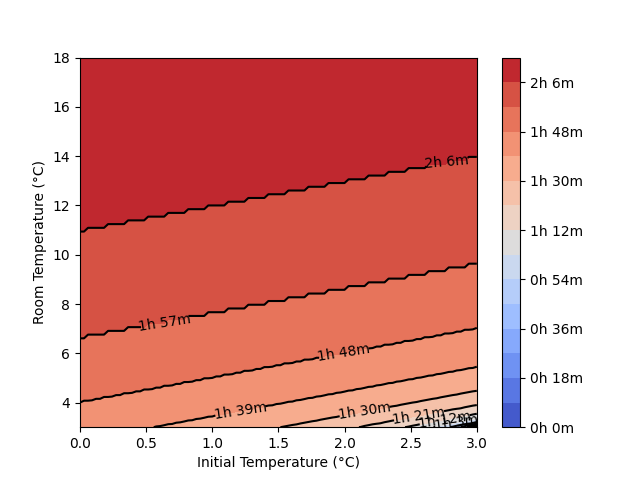 18
16
14
12
10
8
6
4
Room Temperature (°C)
0.0 0.5 1.0 1.5 2.0 2.5 3.0
Initial Temperature (°C)
2h 6m
1h 57m
1h 48m
1h 39m
1h 30m
1h 21m
2h 6m
1h 48m
1h 30m
1h 12m
0h 54m
0h 36m
0h 18m
0h 0m